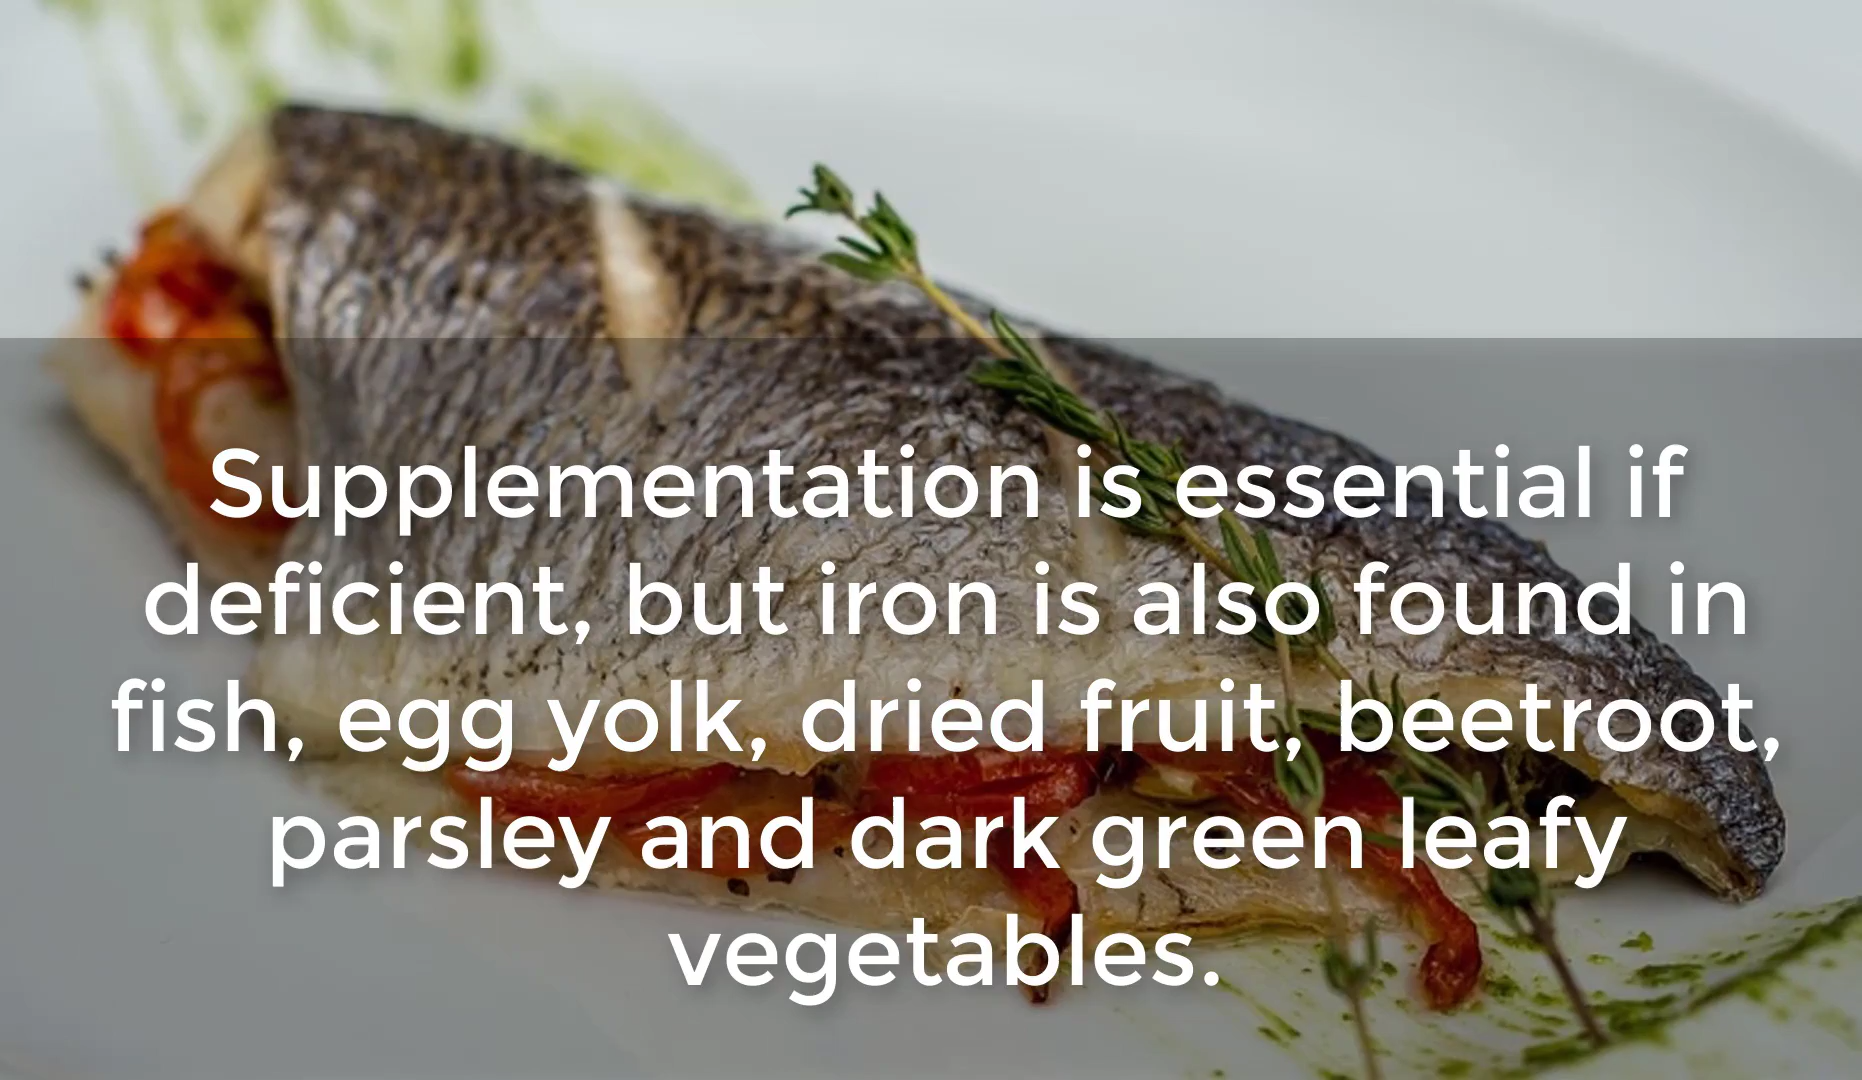 Supplementation is essential if
deficient, but iron is also found in
fish, egg yolk, dried fruit, beetroot,
parsley and dark green leafy
vegetables.